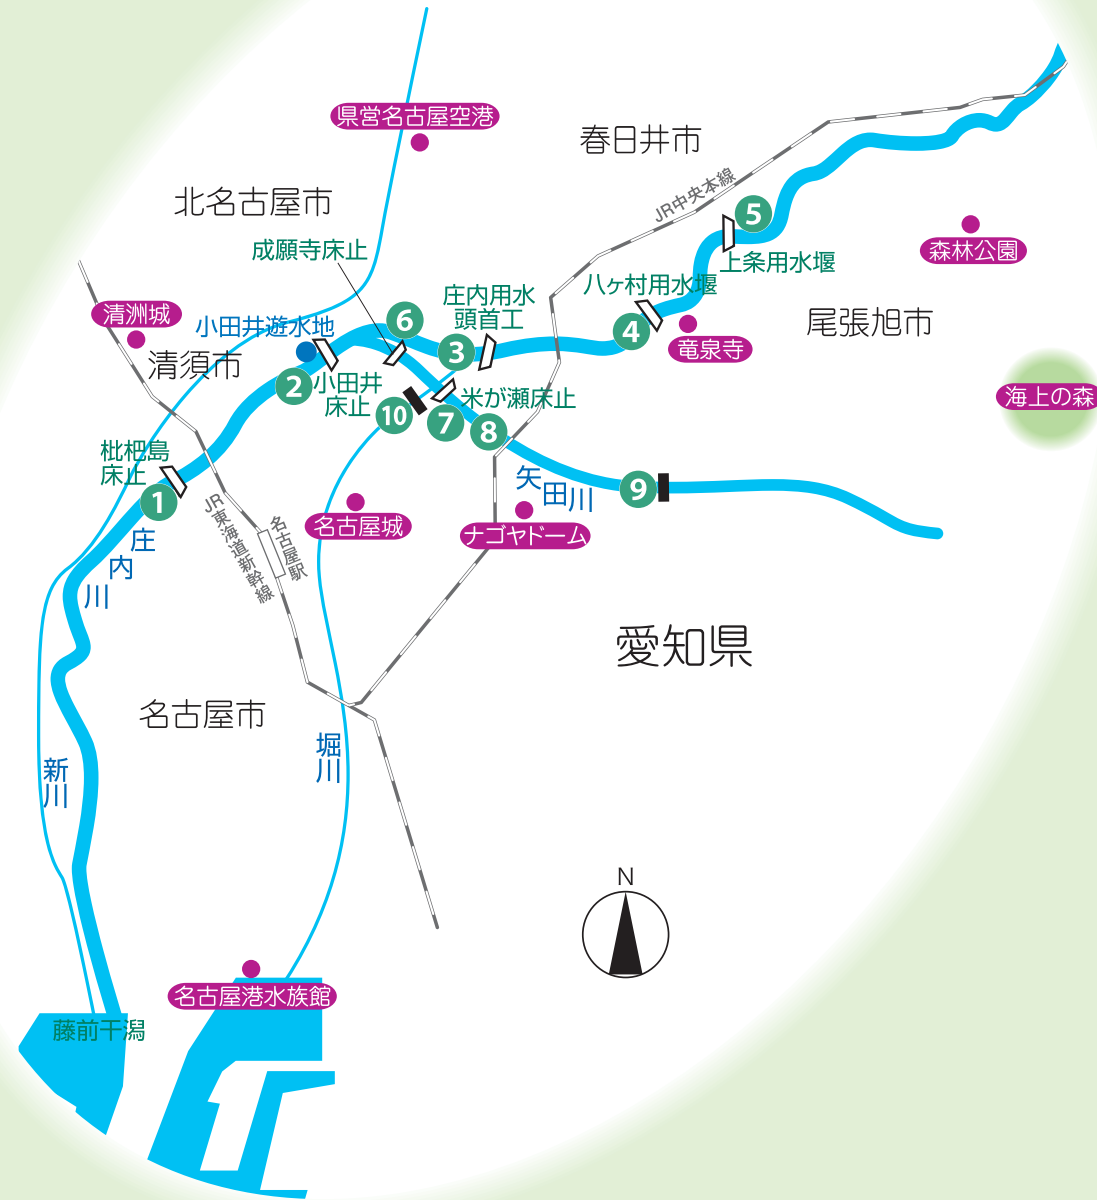 県営名古屋空港
春日井市
JR中央本線
北名古屋市
5
森林公園
成願寺床止
上条用水堰
八ヶ村用水堰
庄内用水
頭首工
清洲城
小田井遊水地
6
尾張旭市
4
竜泉寺
清須市
3
2
小田井
床止
10
7
米が瀬床止
8
海上の森
枇杷島
床止
1
矢田川
9
JR東海道新幹線
名古屋駅
名古屋城
ナゴヤドーム
庄内川
愛知県
名古屋市
堀川
新川
N
名古屋港水族館
藤前干潟